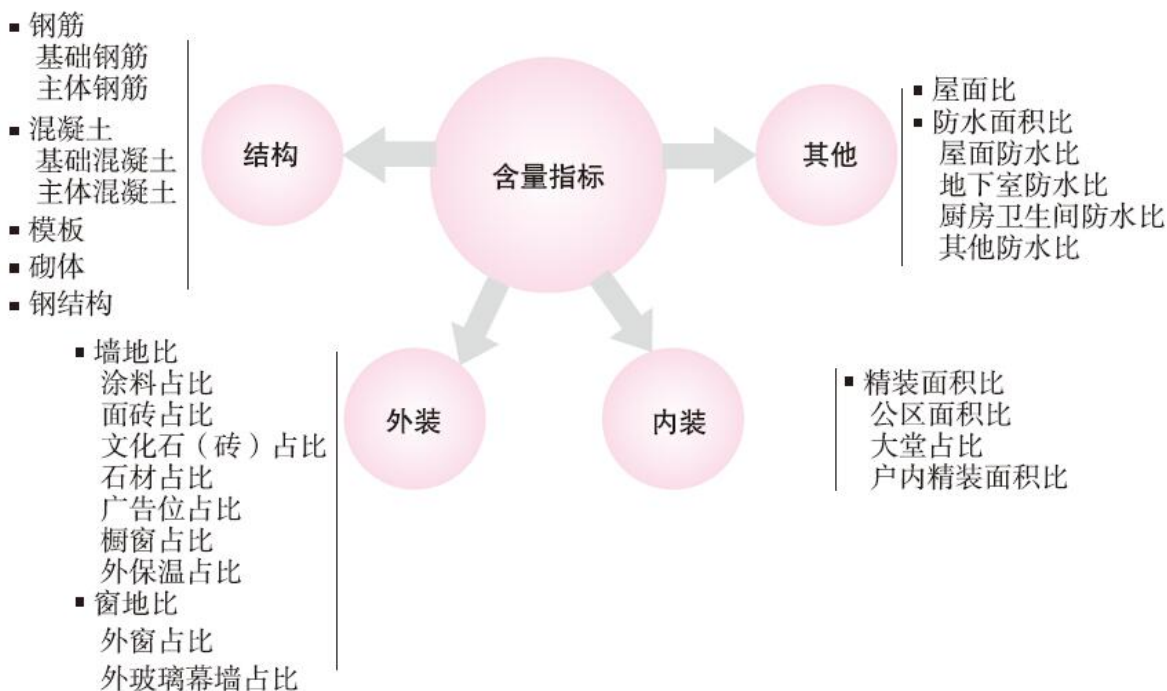 ▪ 钢筋
基础钢筋
主体钢筋
▪ 混凝土
基础混凝土
主体混凝土
▪ 模板
▪ 砌体
▪ 钢结构
结构
含量指标
其他
▪ 屋面比
▪ 防水面积比
屋面防水比
地下室防水比
厨房卫生间防水比
其他防水比
▪ 墙地比
涂料占比
面砖占比
文化石（砖）占比
石材占比
广告位占比
橱窗占比
外保温占比
▪ 窗地比
外窗占比
外玻璃幕墙占比
外装
内装
▪ 精装面积比
公区面积比
大堂占比
户内精装面积比